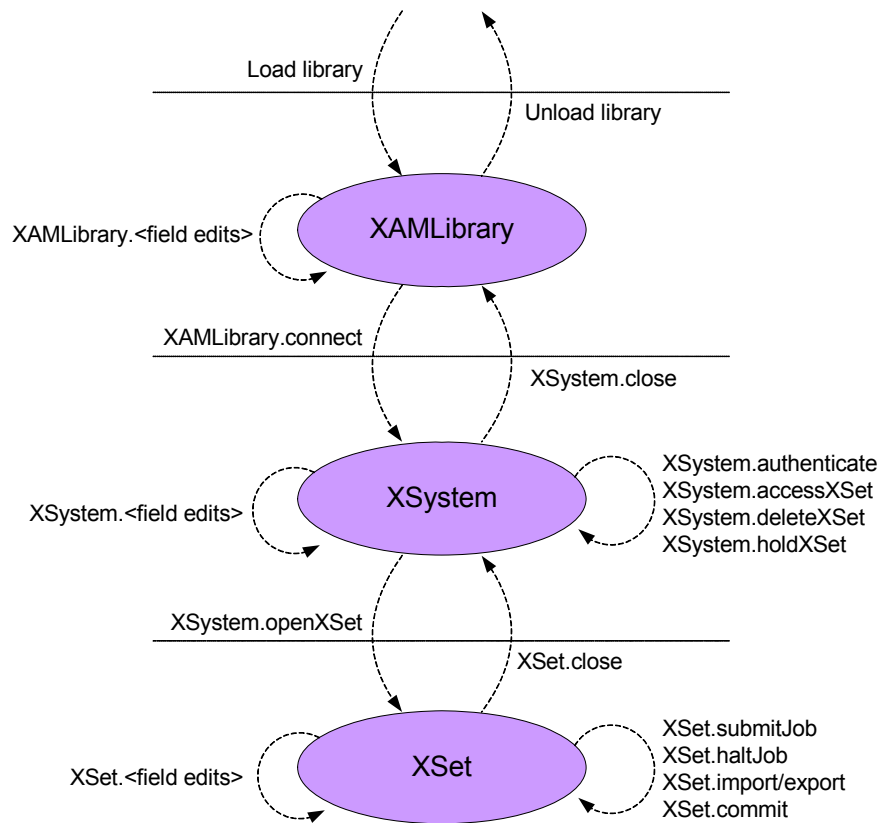 Load library
Unload library
XAMLibrary
XAMLibrary.<field edits>
XAMLibrary.connect
XSystem.close
XSystem
XSystem.<field edits>
XSystem.authenticate
XSystem.accessXSet
XSystem.deleteXSet
XSystem.holdXSet
XSystem.openXSet
XSet.close
XSet
XSet.<field edits>
XSet.submitJob
XSet.haltJob
XSet.import/export
XSet.commit